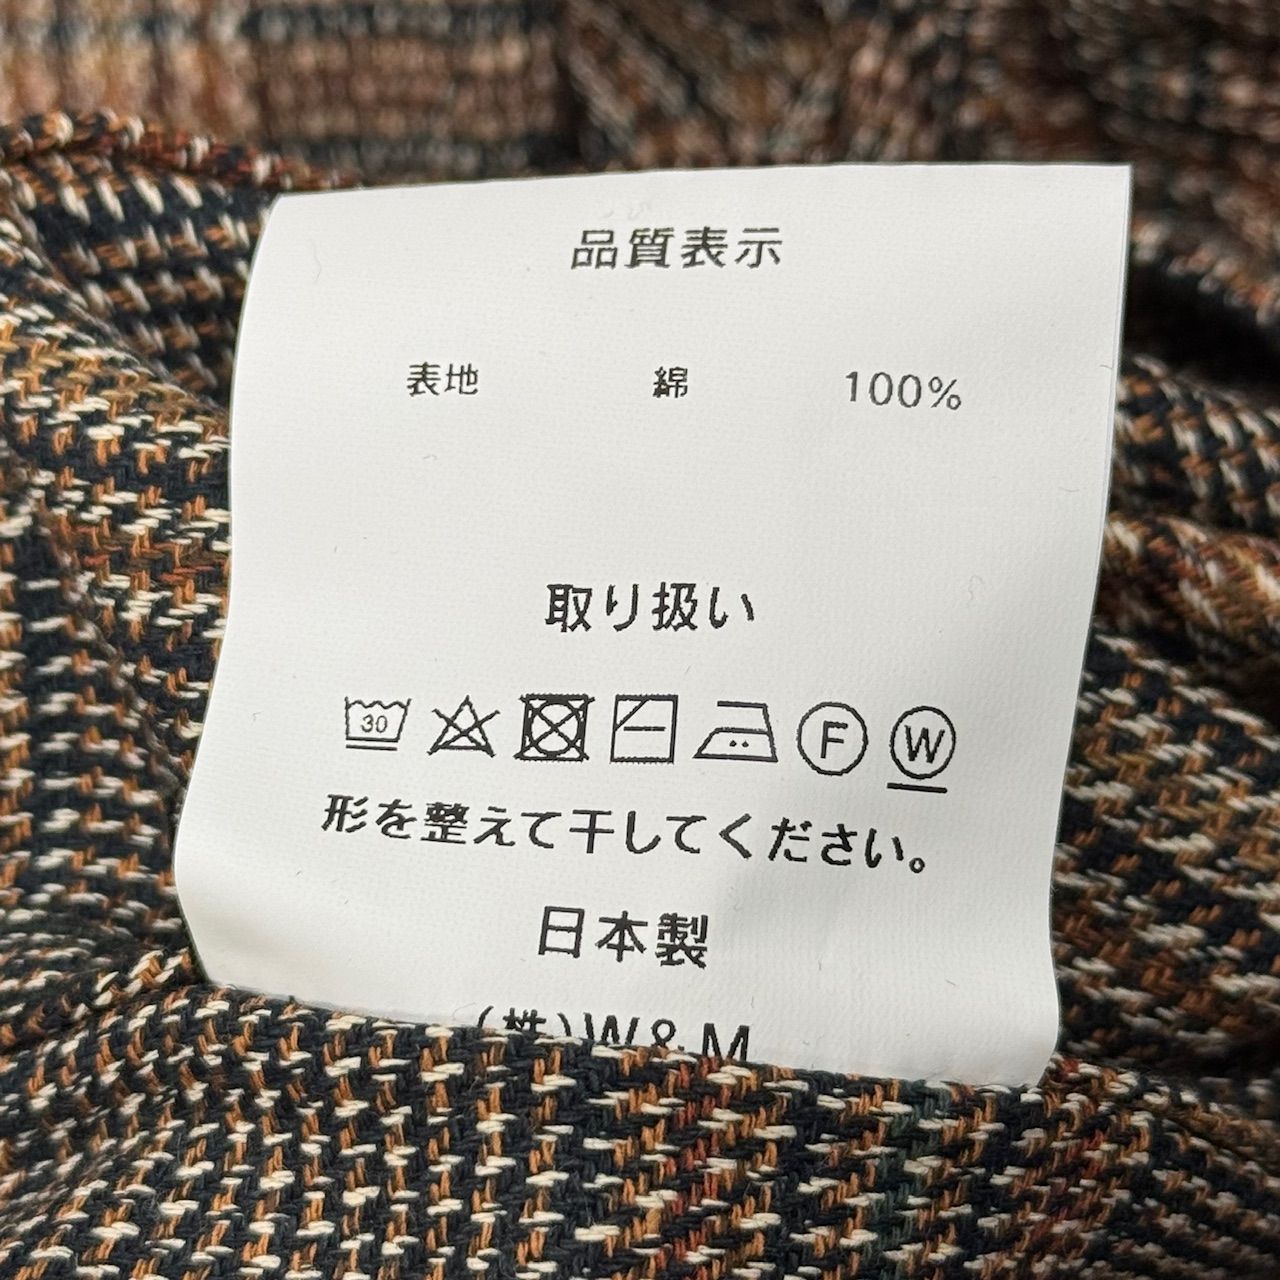 品質表示
表地 綿 100%
取り扱い
30 F W
形を整えて干してください。
日本製
(株)W&M